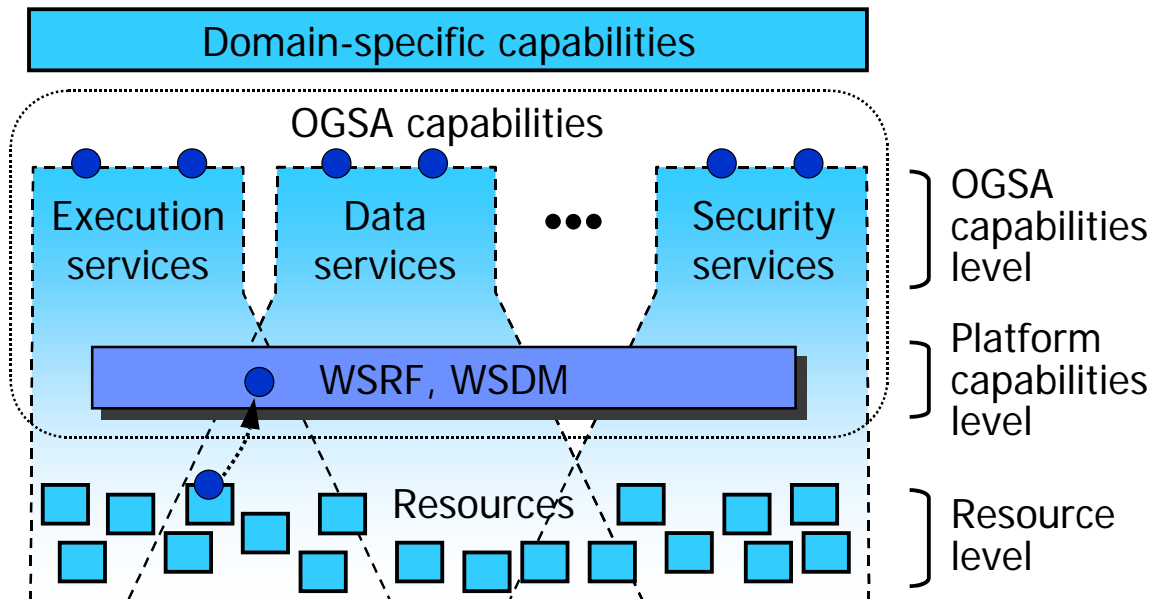 Domain-specific capabilities
OGSA capabilities
Execution
services
Data
services
•••
Security
services
OGSA
capabilities
level
WSRF, WSDM
Platform
capabilities
level
Resources
Resource
level